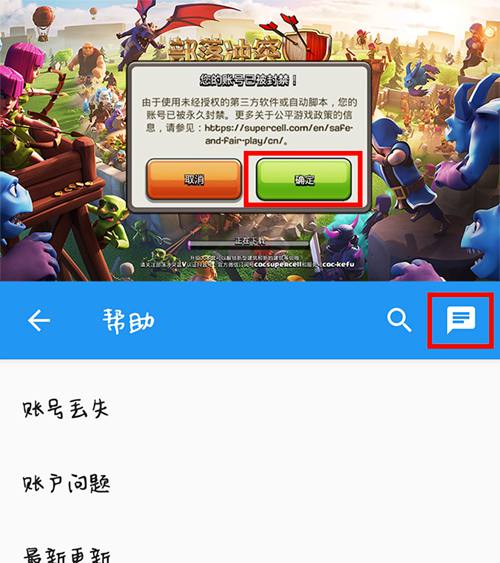 部落冲突
您的账号已被封禁！
由于使用未经授权的第三方软件或自动脚本，您的
账号已被永久封禁。更多关于公平游戏政策的信
息，请参见：https://supercell.com/en/safe-
and-fair-play/cn/。
取消
确定
正在下载
帮助
账号丢失
账户问题
最新更新